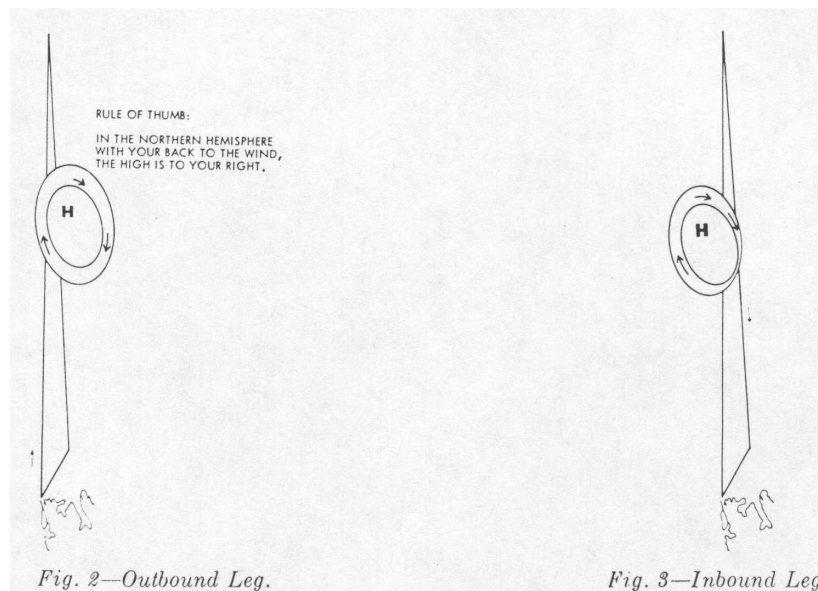 RULE OF THUMB:
IN THE NORTHERN HEMISPHERE
WITH YOUR BACK TO THE WIND,
THE HIGH IS TO YOUR RIGHT.
H
H
Fig. 2—Outbound Leg.
Fig. 3—Inbound Leg